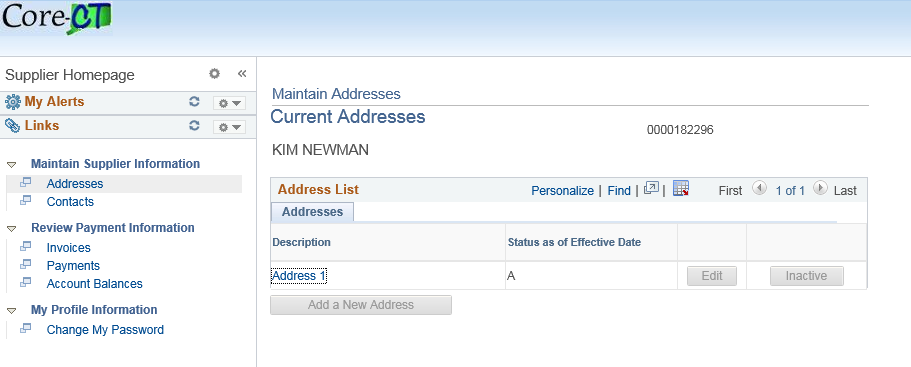 Core-CT
Supplier Homepage
«
My Alerts
Links
Maintain Supplier Information
Addresses
Contacts
Review Payment Information
Invoices
Payments
Account Balances
My Profile Information
Change My Password
Maintain Addresses
Current Addresses
0000182296
KIM NEWMAN
Address List Personalize | Find | | First 1 of 1 Last
Addresses
Description Status as of Effective Date
Address 1 A Edit Inactive
Add a New Address